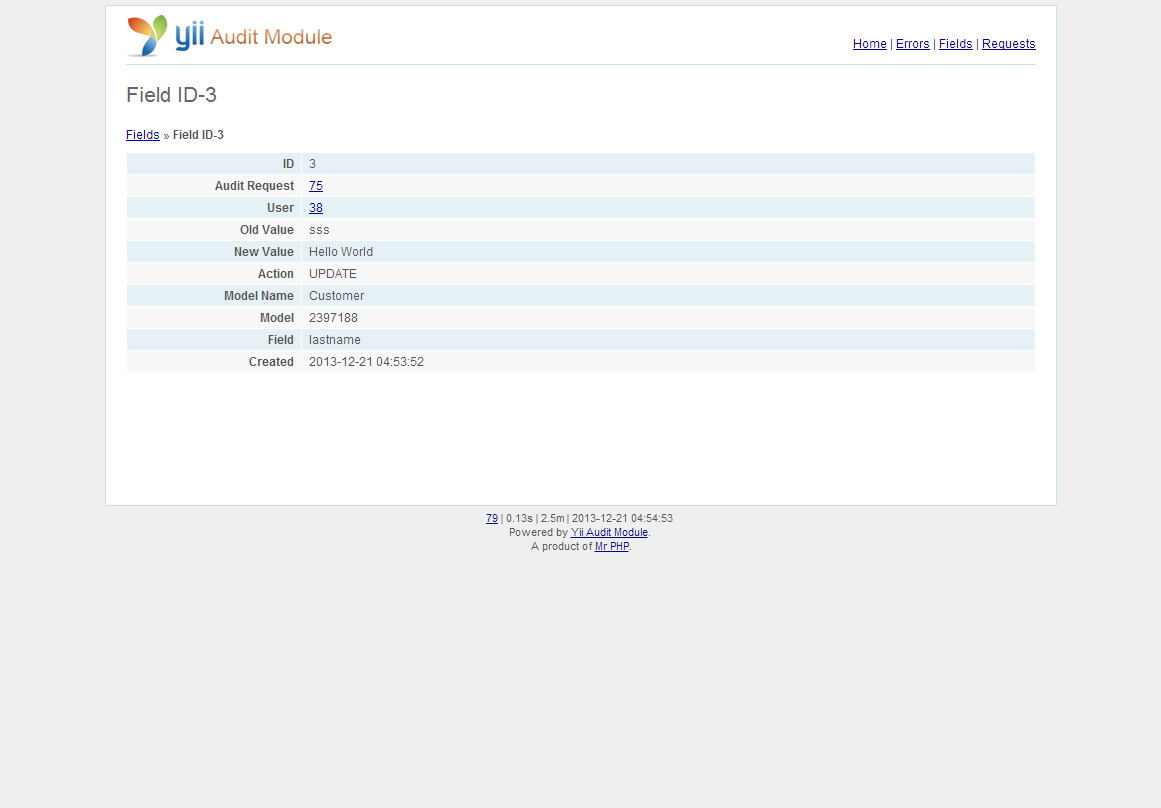 yii Audit Module
Home | Errors | Fields | Requests
Field ID-3
Fields » Field ID-3
ID 3
Audit Request 75
User 38
Old Value sss
New Value Hello World
Action UPDATE
Model Name Customer
Model 2397188
Field lastname
Created 2013-12-21 04:53:52
79 | 0.13s | 2.5m | 2013-12-21 04:54:53
Powered by Yii Audit Module.
A product of Mr PHP.